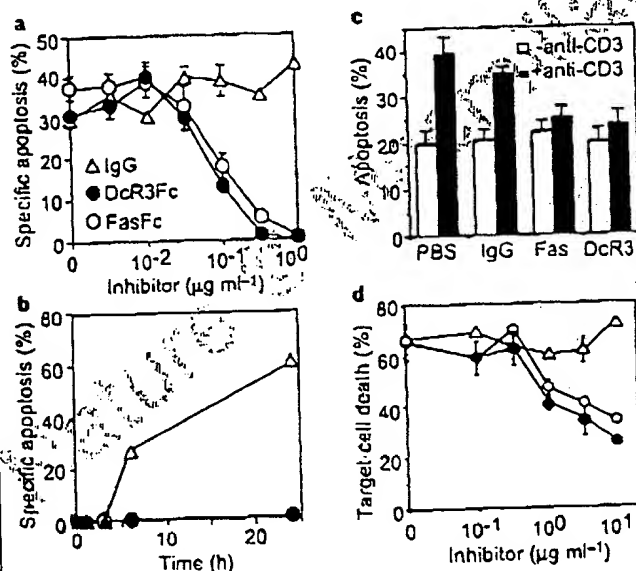 a
Specific apoptosis (%)
50
40
30
20
10
0
IgG
DcR3Fc
FasFc
0 10⁻² 10⁻¹ 10⁰
Inhibitor (µg ml⁻¹)
b
Specific apoptosis (%)
80
60
40
20
0
0 10 20
Time (h)
c
Apoptosis (%)
40
30
20
10
0
-anti-CD3
+anti-CD3
PBS IgG Fas DcR3
d
Target cell death (%)
80
60
40
20
0
0 10⁻¹ 10⁰ 10¹
Inhibitor (µg ml⁻¹)